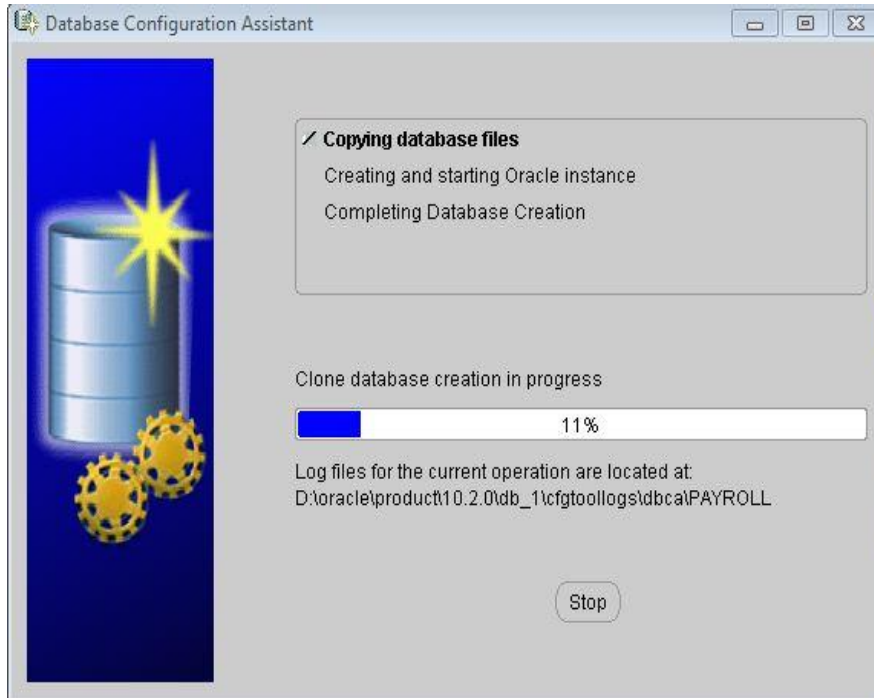 Database Configuration Assistant
Copying database files
Creating and starting Oracle instance
Completing Database Creation
Clone database creation in progress
11%
Log files for the current operation are located at:
D:\oracle\product\10.2.0\db_1\cfgtoollogs\dbca\PAYROLL
Stop